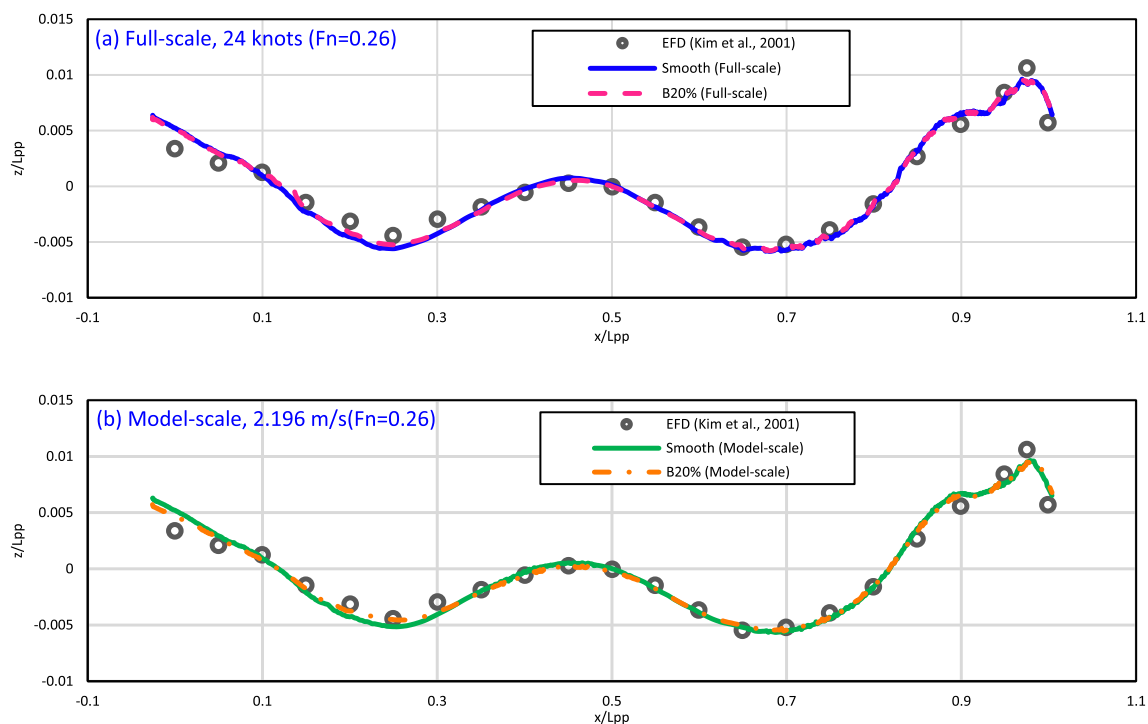 (a) Full-scale, 24 knots (Fn=0.26)
EFD (Kim et al., 2001)
Smooth (Full-scale)
B20% (Full-scale)
z/Lpp
0.015
0.01
0.005
0
-0.005
-0.01
-0.1 0.1 0.3 0.5 0.7 0.9 1.1
x/Lpp
(b) Model-scale, 2.196 m/s(Fn=0.26)
EFD (Kim et al., 2001)
Smooth (Model-scale)
B20% (Model-scale)
z/Lpp
0.015
0.01
0.005
0
-0.005
-0.01
-0.1 0.1 0.3 0.5 0.7 0.9 1.1
x/Lpp